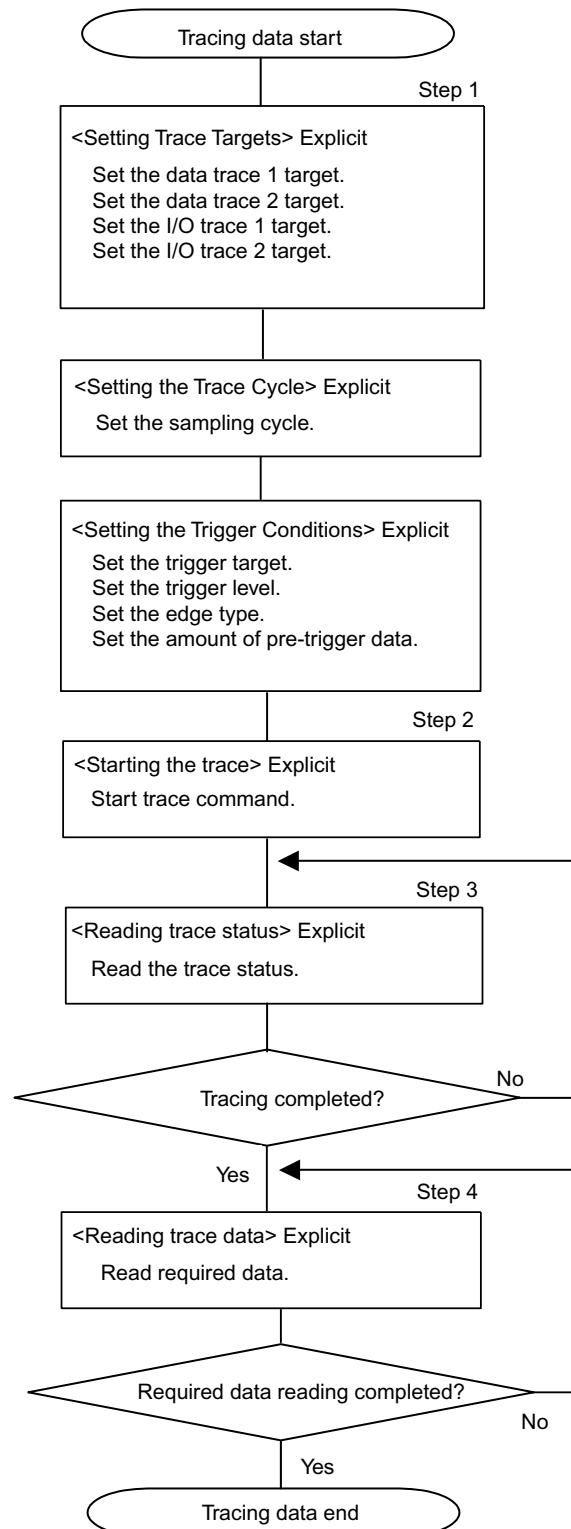 Tracing data start
Step 1
<Setting Trace Targets> Explicit
Set the data trace 1 target.
Set the data trace 2 target.
Set the I/O trace 1 target.
Set the I/O trace 2 target.
<Setting the Trace Cycle> Explicit
Set the sampling cycle.
<Setting the Trigger Conditions> Explicit
Set the trigger target.
Set the trigger level.
Set the edge type.
Set the amount of pre-trigger data.
Step 2
<Starting the trace> Explicit
Start trace command.
Step 3
<Reading trace status> Explicit
Read the trace status.
Tracing completed?
No
Yes
Step 4
<Reading trace data> Explicit
Read required data.
Required data reading completed?
No
Yes
Tracing data end